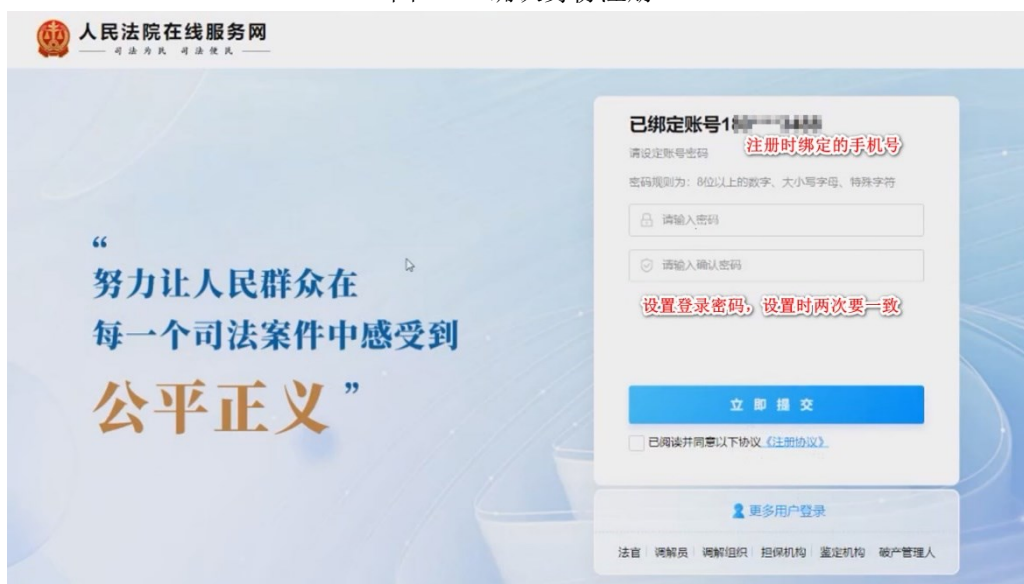 人民法院在线服务网
司法为民 司法便民
已绑定账号1
注册时绑定的手机号
请设定账号密码
密码规则为：8位以上的数字、大小写字母、特殊字符
请输入密码
请输入确认密码
设置登录密码，设置时两次要一致
“
努力让人民群众在
每一个司法案件中感受到
公平正义”
立即提交
已阅读并同意以下协议《注册协议》
更多用户登录
法官 调解员 调解组织 担保机构 鉴定机构 破产管理人